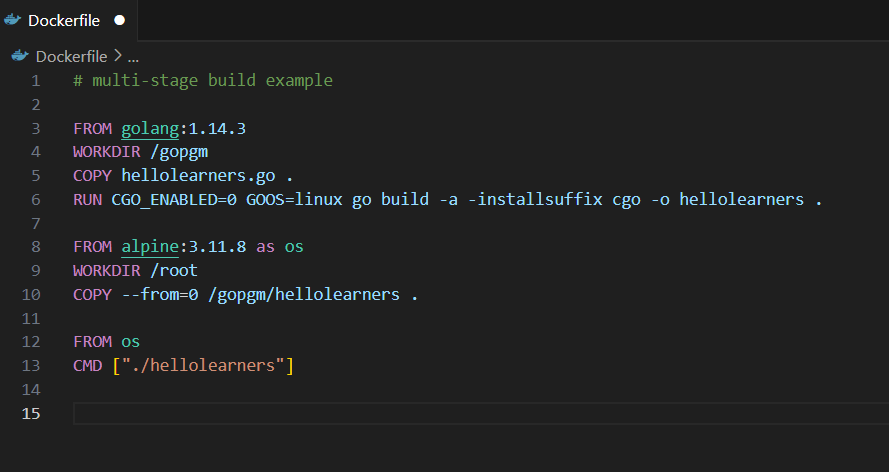 Dockerfile
Dockerfile > ...
1 # multi-stage build example
2
3 FROM golang:1.14.3
4 WORKDIR /gopgm
5 COPY hellolearners.go .
6 RUN CGO_ENABLED=0 GOOS=linux go build -a -installsuffix cgo -o hellolearners .
7
8 FROM alpine:3.11.8 as os
9 WORKDIR /root
10 COPY --from=0 /gopgm/hellolearners .
11
12 FROM os
13 CMD ["./hellolearners"]
14
15